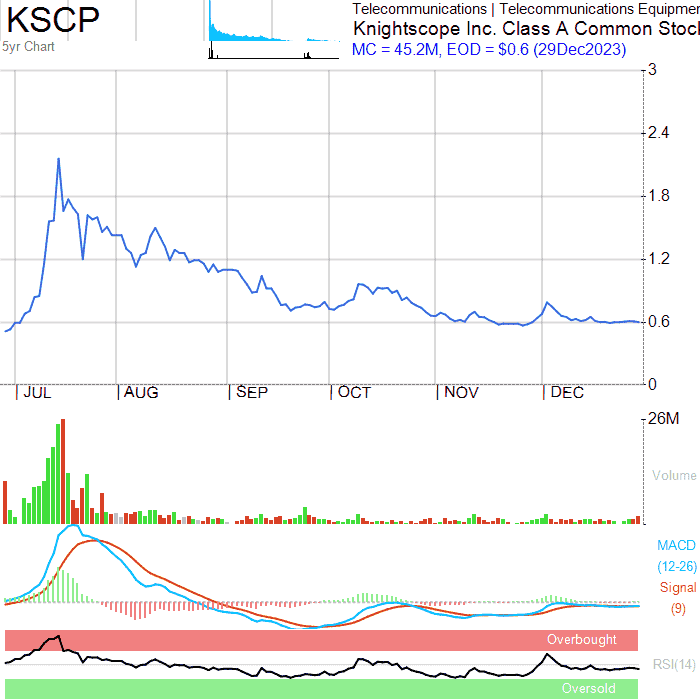 KSCP
5yr Chart
Telecommunications | Telecommunications Equipmen
Knightscope Inc. Class A Common Stock
MC = 45.2M, EOD = $0.6 (29Dec2023)
3
2.4
1.8
1.2
0.6
0
JUL
AUG
SEP
OCT
NOV
DEC
26M
Volume
MACD
(12-26)
Signal
(9)
Overbought
RSI(14)
Oversold